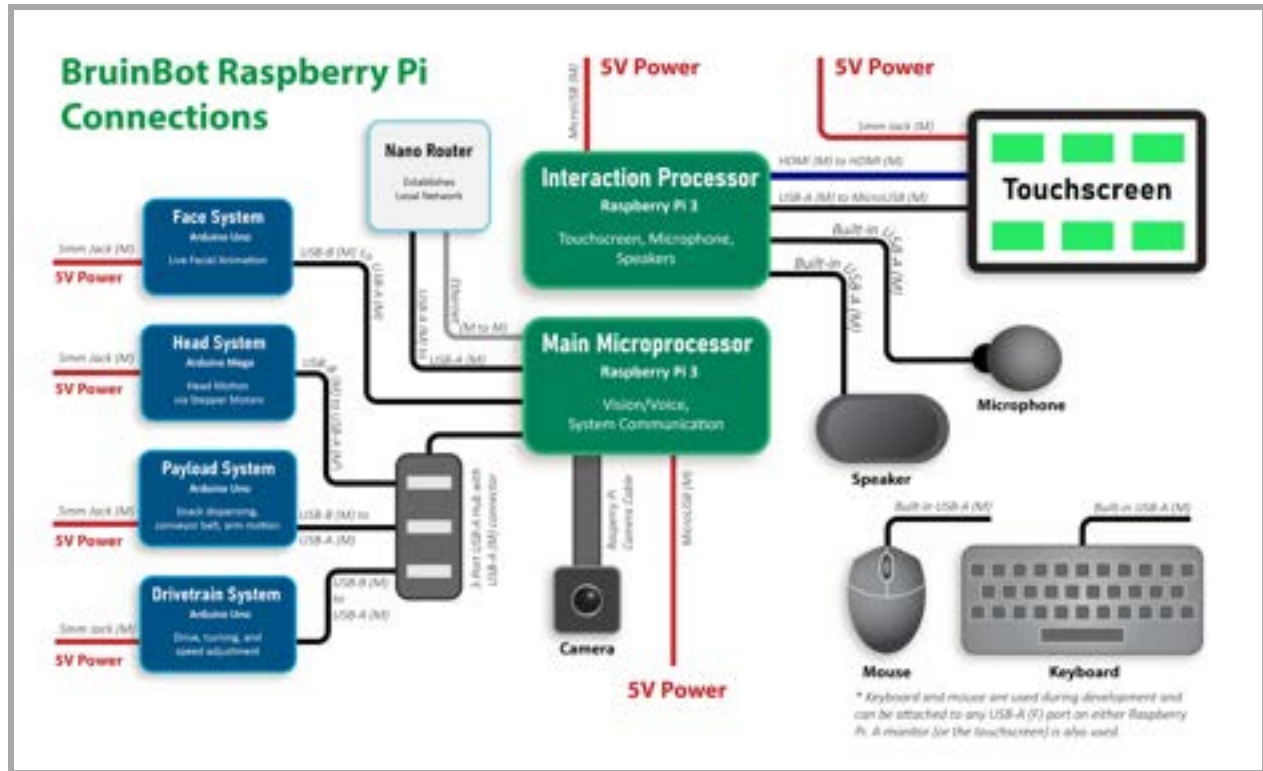 BruinBot Raspberry Pi
Connections
Nano Router
Establishes
Local Network
Face System
Arduino Uno
Live Facial Animation
5mm Jack (M)
5V Power
USB-B (M) to
USB-A (M)
Head System
Arduino Mega
Head Motion
via Stepper Motors
5mm Jack (M)
5V Power
USB-B (M) to USB-A (M)
Payload System
Arduino Uno
Snack dispensing,
conveyor belt, arm motion
5mm Jack (M)
5V Power
USB-B (M) to
USB-A (M)
Drivetrain System
Arduino Uno
Drive, turning, and
speed adjustment
5mm Jack (M)
5V Power
USB-B (M)
to
USB-A (M)
USB-A (M) to
USB-A (M)
Ethernet
(M to M)
3-Port USB-A Hub with
USB-A (M) connector
MicroUSB (M)
5V Power
Interaction Processor
Raspberry Pi 3
Touchscreen, Microphone,
Speakers
Main Microprocessor
Raspberry Pi 3
Vision/Voice,
System Communication
Camera Cable
Camera
MicroUSB (M)
5V Power
5V Power
5mm Jack (M)
HDMI (M) to HDMI (M)
USB-A (M) to MicroUSB (M)
Touchscreen
Built-in USB-A (M)
Built-in USB-A (M)
Microphone
Speaker
Built-in USB-A (M)
Mouse
Built-in USB-A (M)
Keyboard
* Keyboard and mouse are used during development and
can be attached to any USB-A (F) port on either Raspberry
Pi. A monitor (or the touchscreen) is also used.